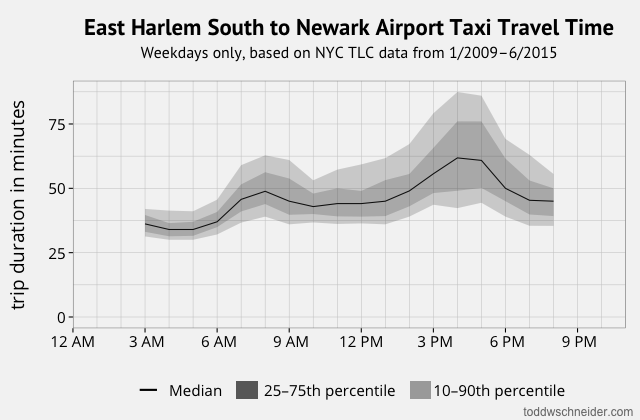 East Harlem South to Newark Airport Taxi Travel Time
Weekdays only, based on NYC TLC data from 1/2009–6/2015
trip duration in minutes
75
50
25
0
12 AM 3 AM 6 AM 9 AM 12 PM 3 PM 6 PM 9 PM
Median 25–75th percentile 10–90th percentile
toddwschneider.com